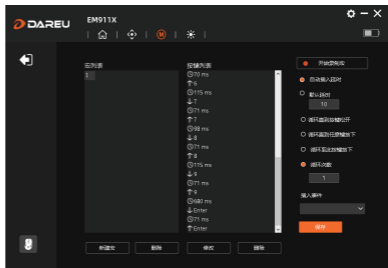 DAREU
EM911X
宏列表
1
按键列表
70 ms
6
115 ms
7
71 ms
7
98 ms
8
71 ms
8
115 ms
9
71 ms
9
680 ms
Enter
71 ms
Enter
新建宏
删除
修改
删除
开始录制宏
自动插入延时
默认延时
10
循环直到按键松开
循环直到任意键按下
循环至此按键按下
循环次数
1
插入事件
保存